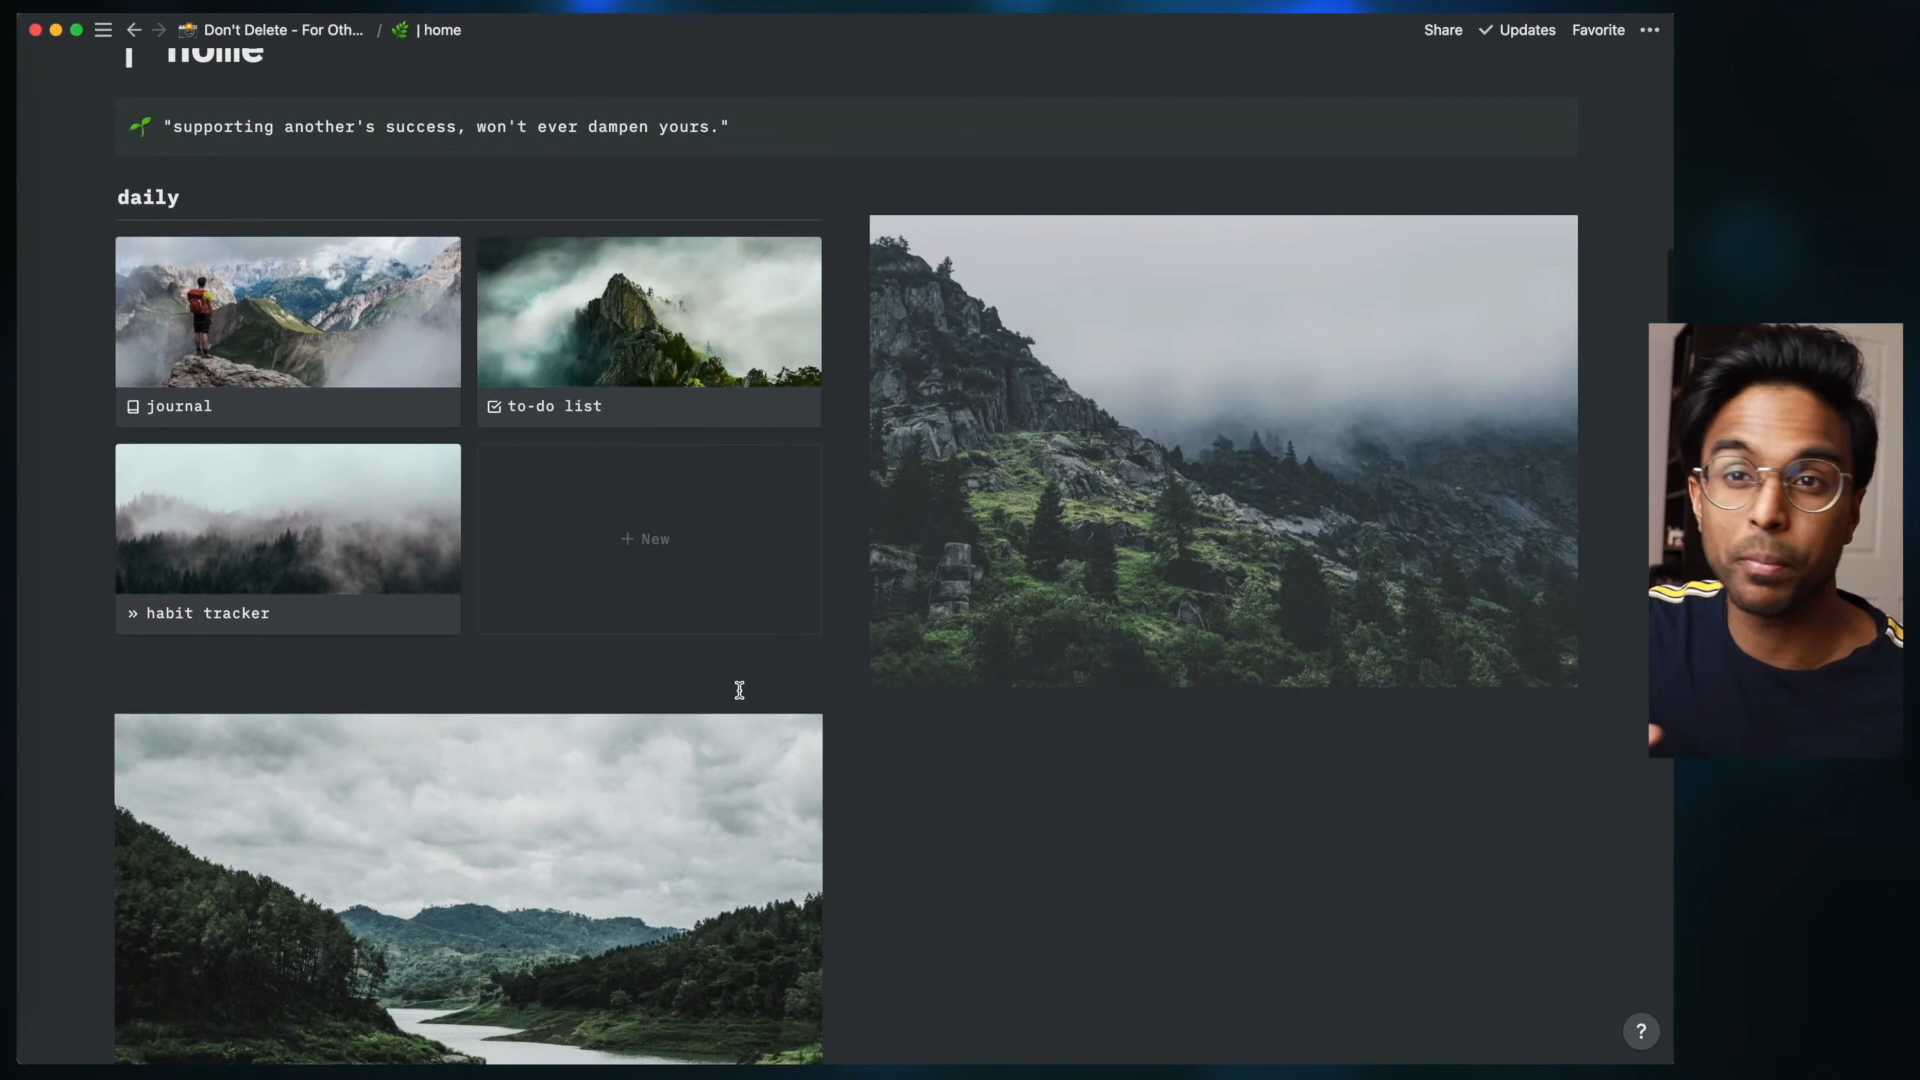 Don't Delete - For Oth... / | home
Share Updates Favorite
| home
"supporting another's success, won't ever dampen yours."
daily
journal
to-do list
habit tracker
+ New
?